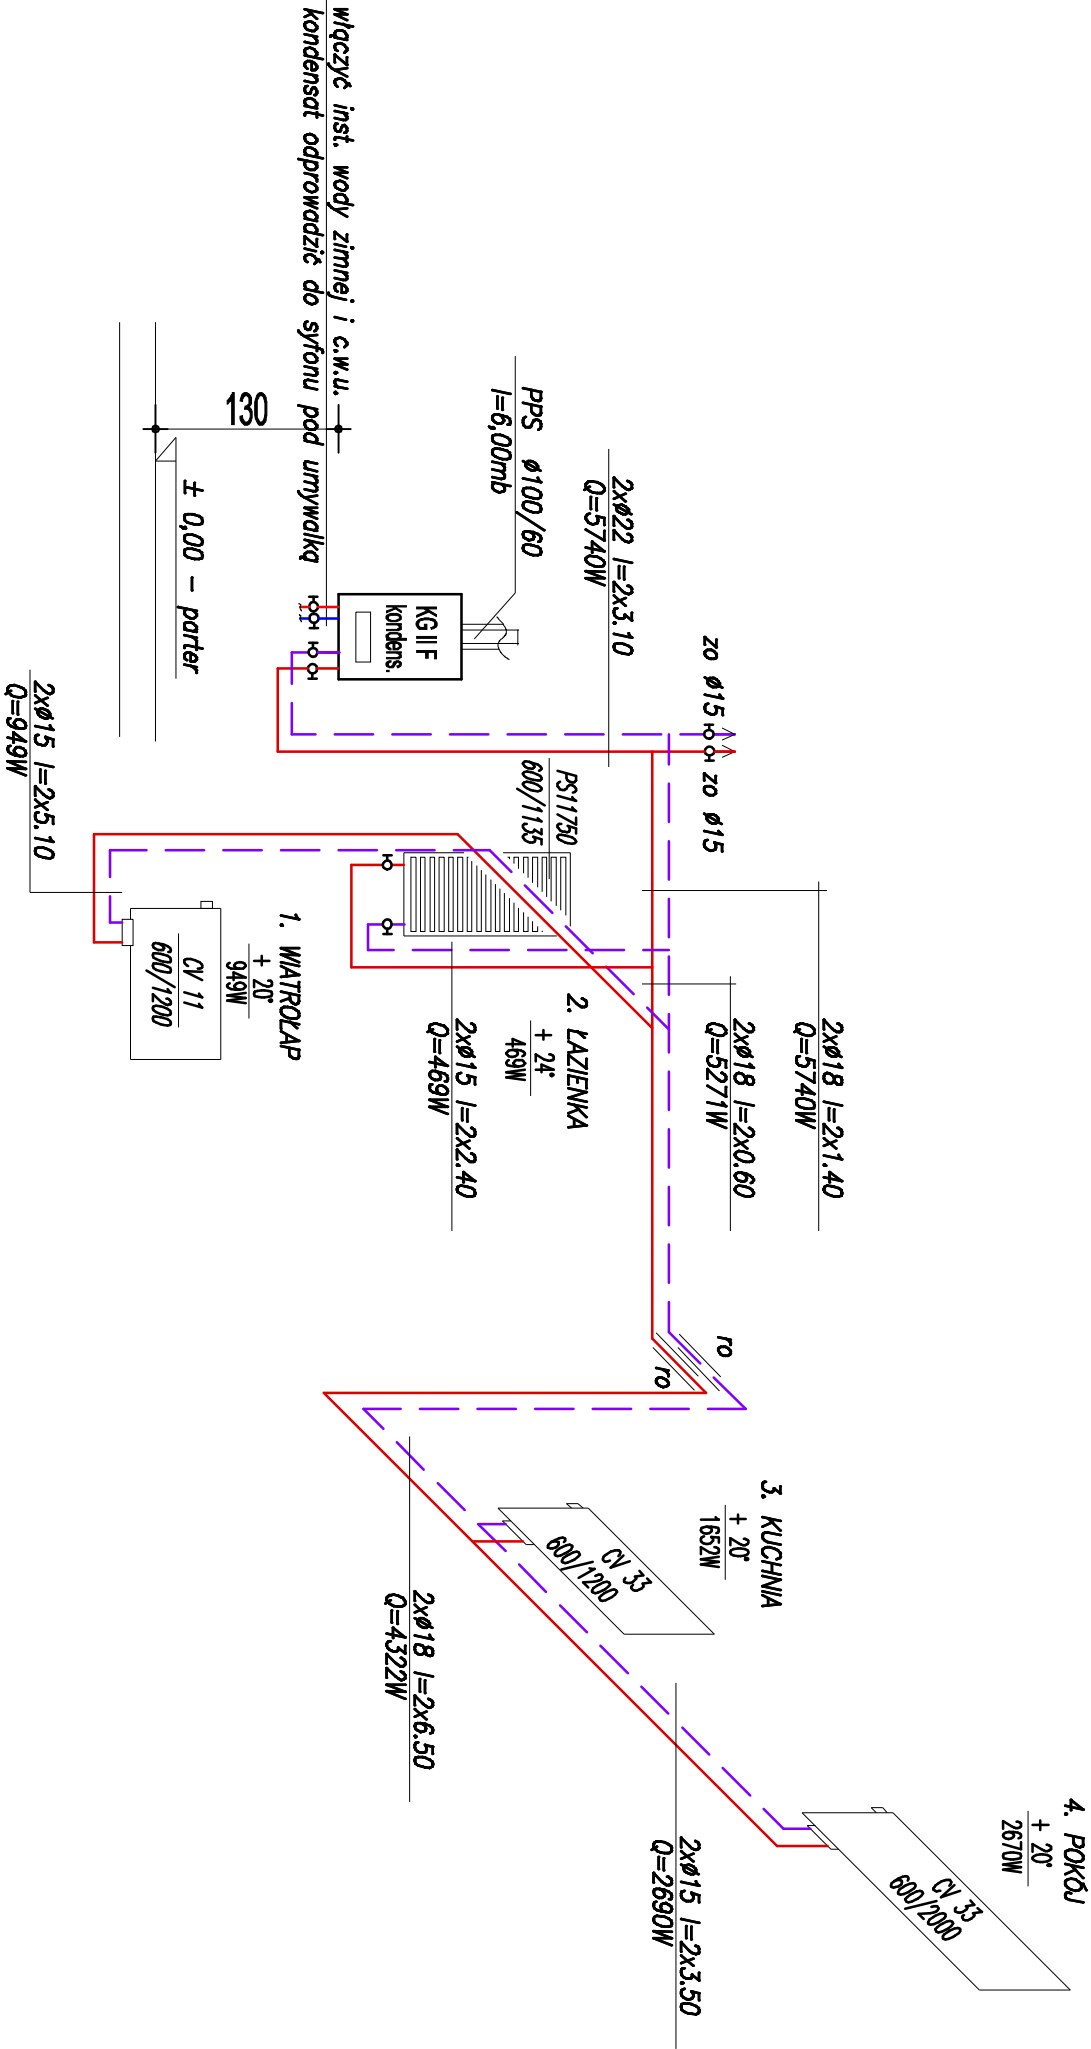 włączyć inst. wody zimnej i c.w.u.
kondensat odprowadzić do syfonu pod umywalką
130
± 0,00 - parter
PPS ø100/60
l=6,00mb
2xø22 l=2x3.10
Q=5740W
KG II F
kondens.
zo ø15
zo ø15
PS11750
600/1135
2xø15 l=2x5.10
Q=949W
1. WIATROŁAP
+ 20°
949W
CV 11
600/1200
2. ŁAZIENKA
+ 24°
469W
2xø15 l=2x2.40
Q=469W
2xø18 l=2x0.60
Q=5271W
2xø18 l=2x1.40
Q=5740W
ro
ro
3. KUCHNIA
+ 20°
1652W
CV 33
600/1200
2xø18 l=2x6.50
Q=4322W
2xø15 l=2x3.50
Q=2690W
4. POKÓJ
+ 20°
2670W
CV 33
600/2000